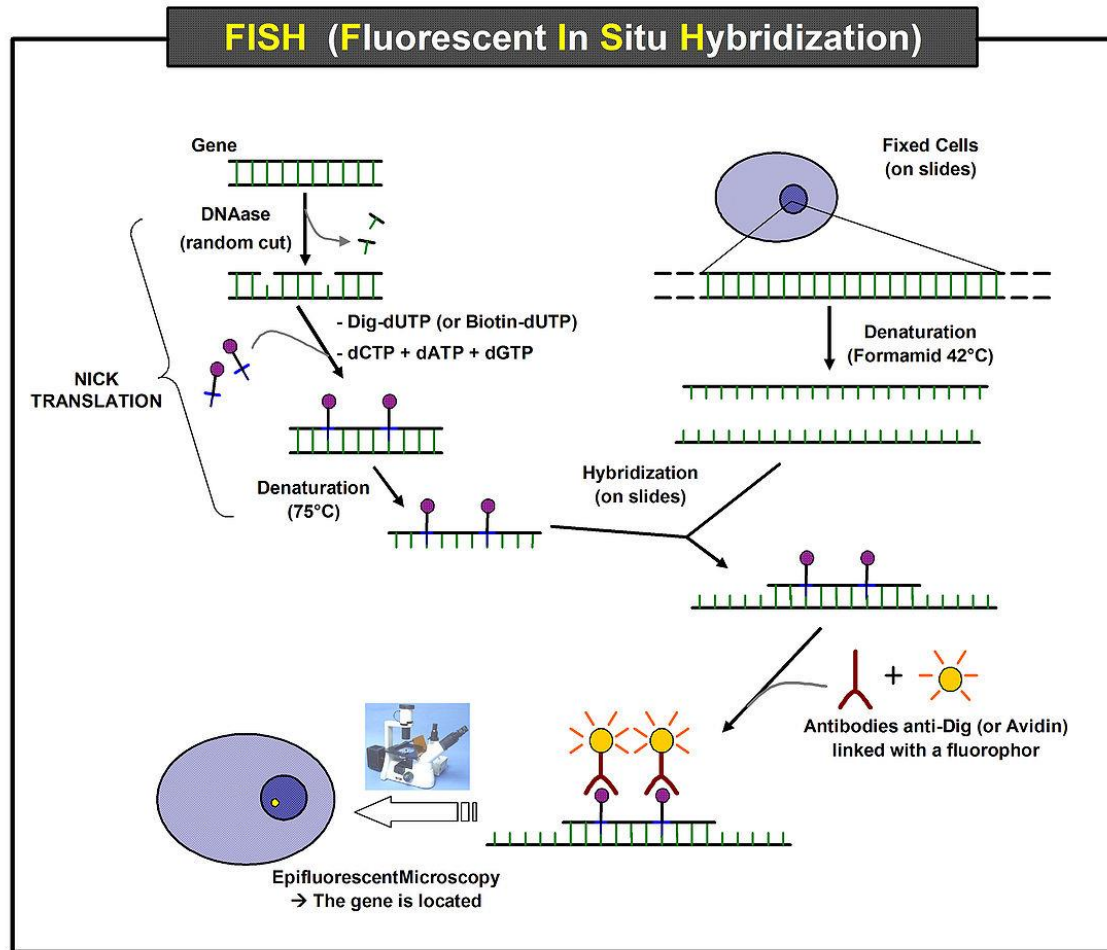 FISH (Fluorescent In Situ Hybridization)
Gene
DNAase
(random cut)
- Dig-dUTP (or Biotin-dUTP)
- dCTP + dATP + dGTP
NICK
TRANSLATION
Denaturation
(75°C)
Fixed Cells
(on slides)
Denaturation
(Formamid 42°C)
Hybridization
(on slides)
+
Antibodies anti-Dig (or Avidin)
linked with a fluorophor
EpifluorescentMicroscopy
→ The gene is located